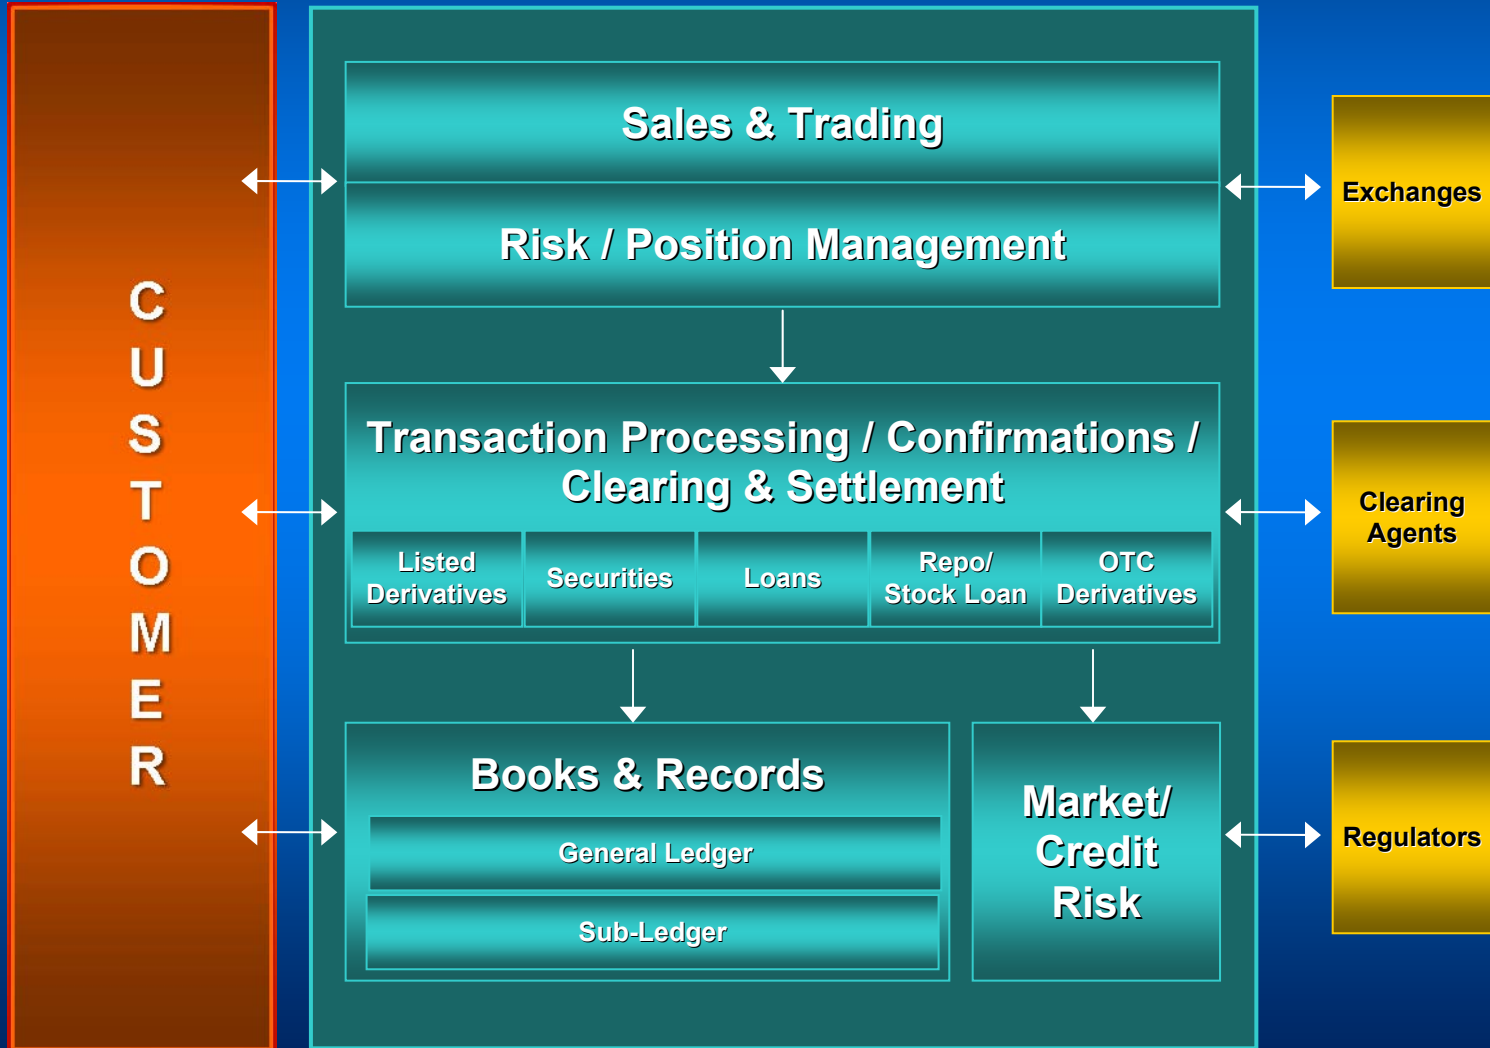 CUSTOMER
Sales & Trading
Risk / Position Management
Transaction Processing / Confirmations /
Clearing & Settlement
Listed
Derivatives
Securities
Loans
Repo/
Stock Loan
OTC
Derivatives
Books & Records
General Ledger
Sub-Ledger
Market/
Credit
Risk
Exchanges
Clearing
Agents
Regulators